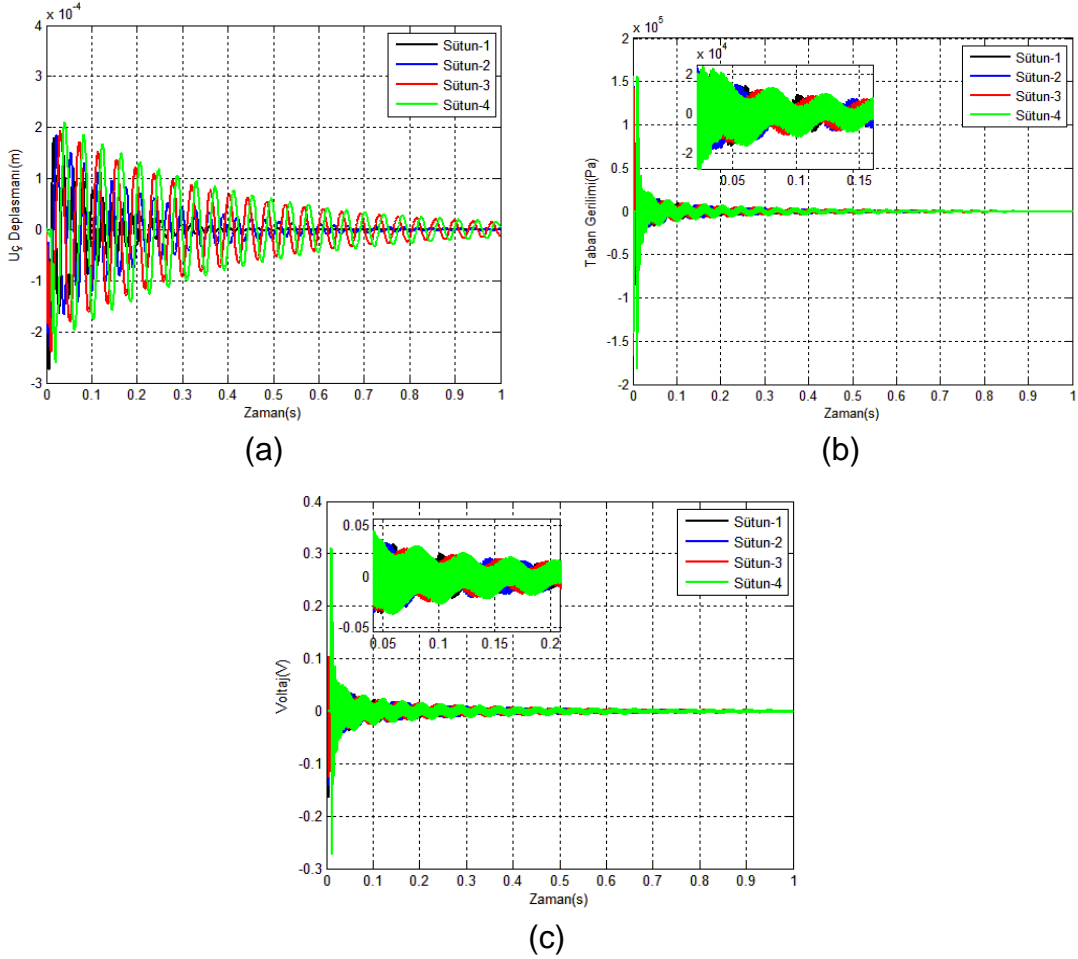 x 10⁻⁴
4
3
2
1
0
-1
-2
-3
0 0.1 0.2 0.3 0.4 0.5 0.6 0.7 0.8 0.9 1
Uç Deplasmanı(m)
Zaman(s)
Sütun-1
Sütun-2
Sütun-3
Sütun-4
(a)
x 10⁵
2
1.5
1
0.5
0
-0.5
-1
-1.5
-2
0 0.1 0.2 0.3 0.4 0.5 0.6 0.7 0.8 0.9 1
Taban Gerilimi(Pa)
Zaman(s)
x 10⁴
2
0
-2
0.05 0.1 0.15
Sütun-1
Sütun-2
Sütun-3
Sütun-4
(b)
0.4
0.3
0.2
0.1
0
-0.1
-0.2
-0.3
0 0.1 0.2 0.3 0.4 0.5 0.6 0.7 0.8 0.9 1
Voltaj(V)
Zaman(s)
0.05
0
-0.05
0.05 0.1 0.15 0.2
Sütun-1
Sütun-2
Sütun-3
Sütun-4
(c)